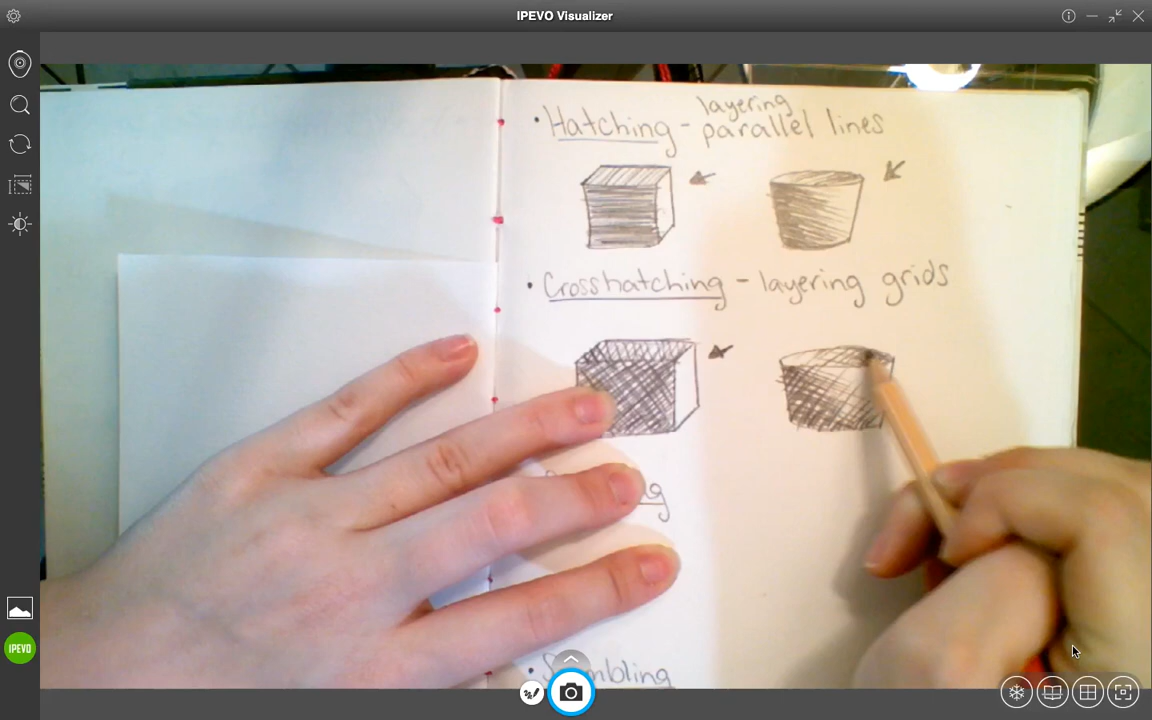 IPEVO Visualizer
layering
• Hatching - parallel lines
• Crosshatching - layering grids
IPEVO